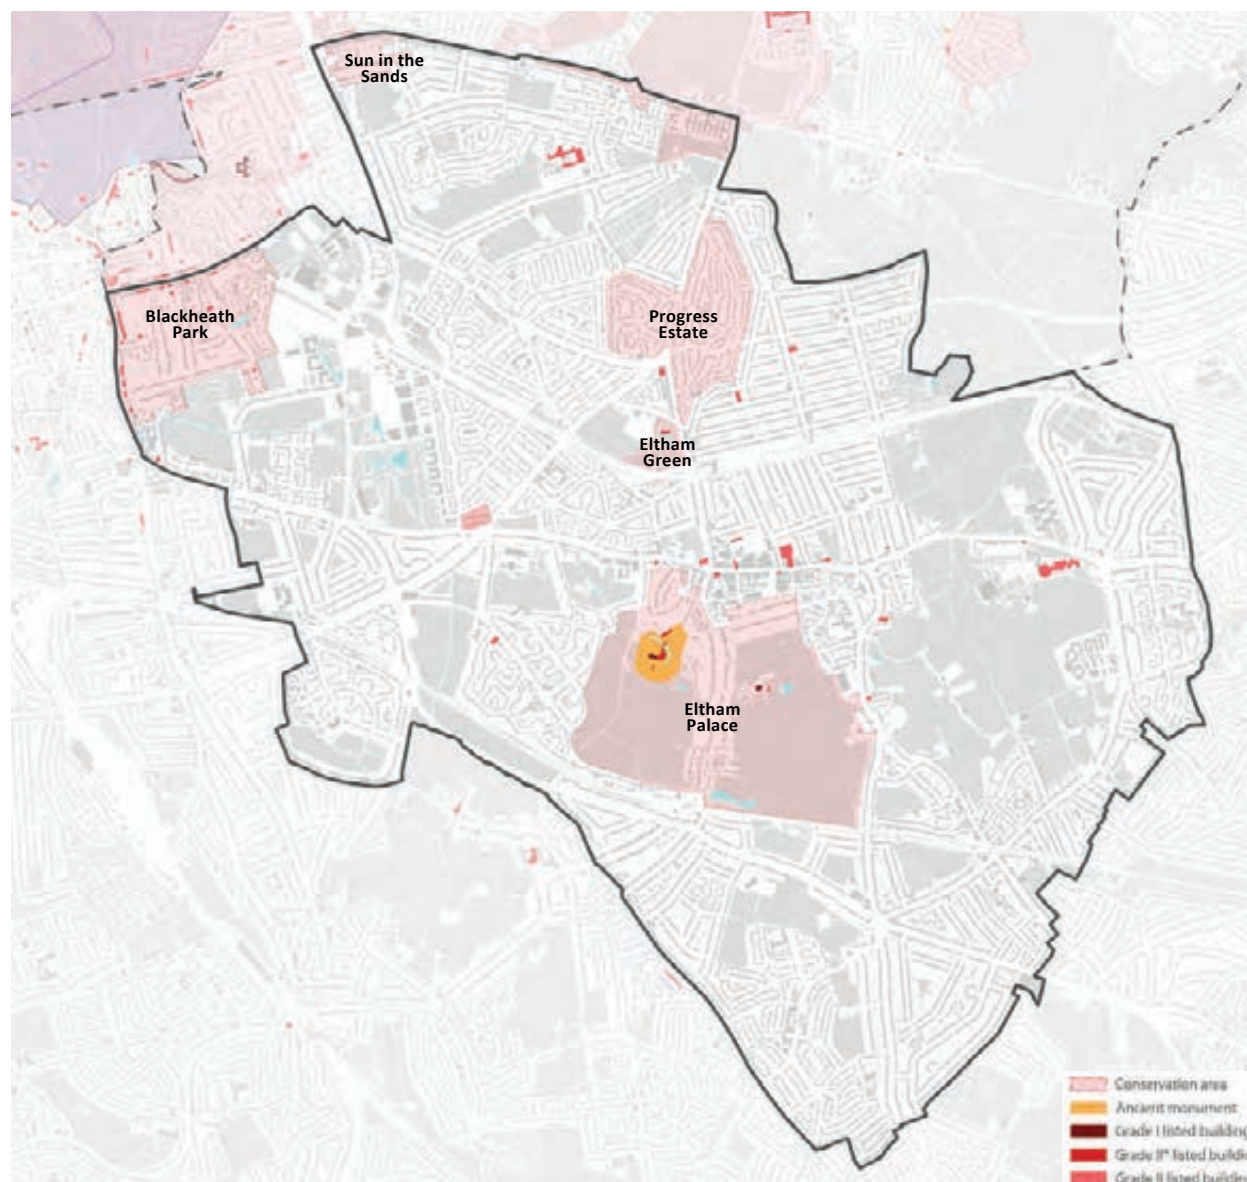 Sun in the
Sands
Blackheath
Park
Progress
Estate
Eltham
Green
Eltham
Palace
Conservation area
Ancient monument
Grade I listed building
Grade II* listed buildi
Grade II listed building